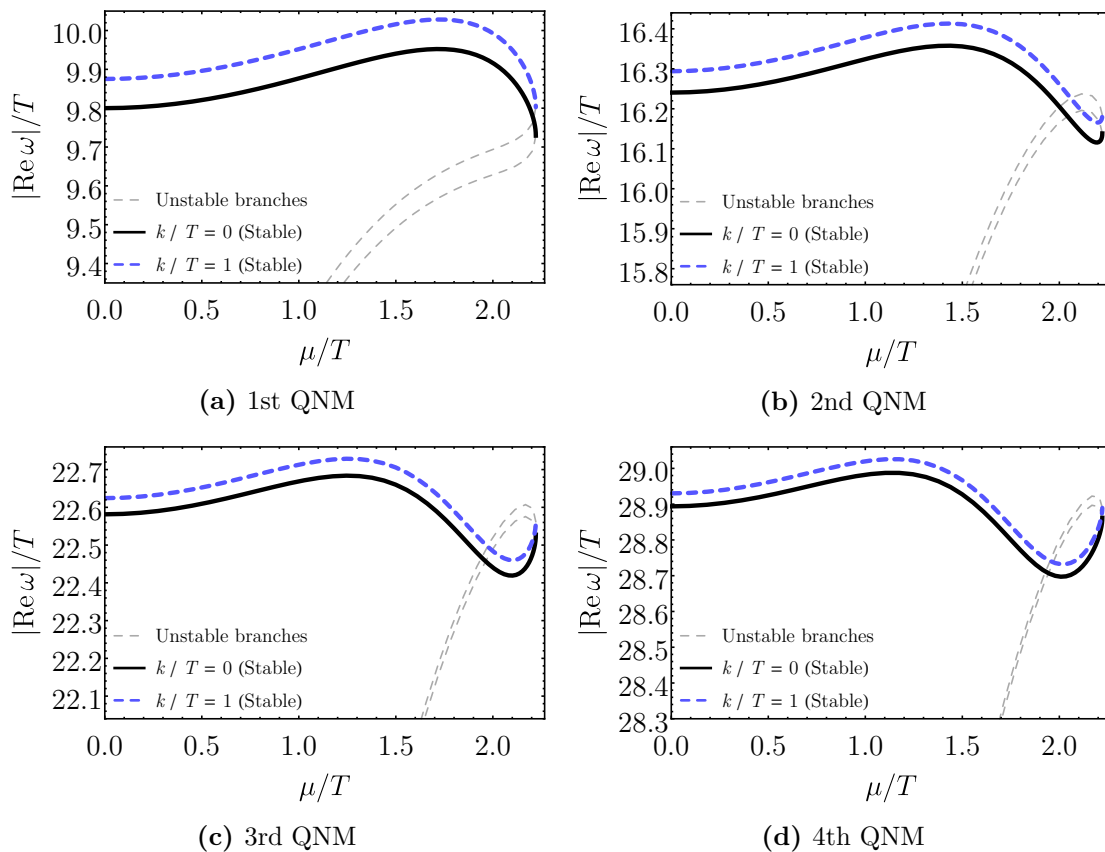 10.0
9.9
9.8
9.7
9.6
9.5
9.4
|Re ω|/T
Unstable branches
k / T = 0 (Stable)
k / T = 1 (Stable)
0.0 0.5 1.0 1.5 2.0
μ/T
(a) 1st QNM
16.4
16.3
16.2
16.1
16.0
15.9
15.8
|Re ω|/T
Unstable branches
k / T = 0 (Stable)
k / T = 1 (Stable)
0.0 0.5 1.0 1.5 2.0
μ/T
(b) 2nd QNM
22.7
22.6
22.5
22.4
22.3
22.2
22.1
|Re ω|/T
Unstable branches
k / T = 0 (Stable)
k / T = 1 (Stable)
0.0 0.5 1.0 1.5 2.0
μ/T
(c) 3rd QNM
29.0
28.9
28.8
28.7
28.6
28.5
28.4
28.3
|Re ω|/T
Unstable branches
k / T = 0 (Stable)
k / T = 1 (Stable)
0.0 0.5 1.0 1.5 2.0
μ/T
(d) 4th QNM